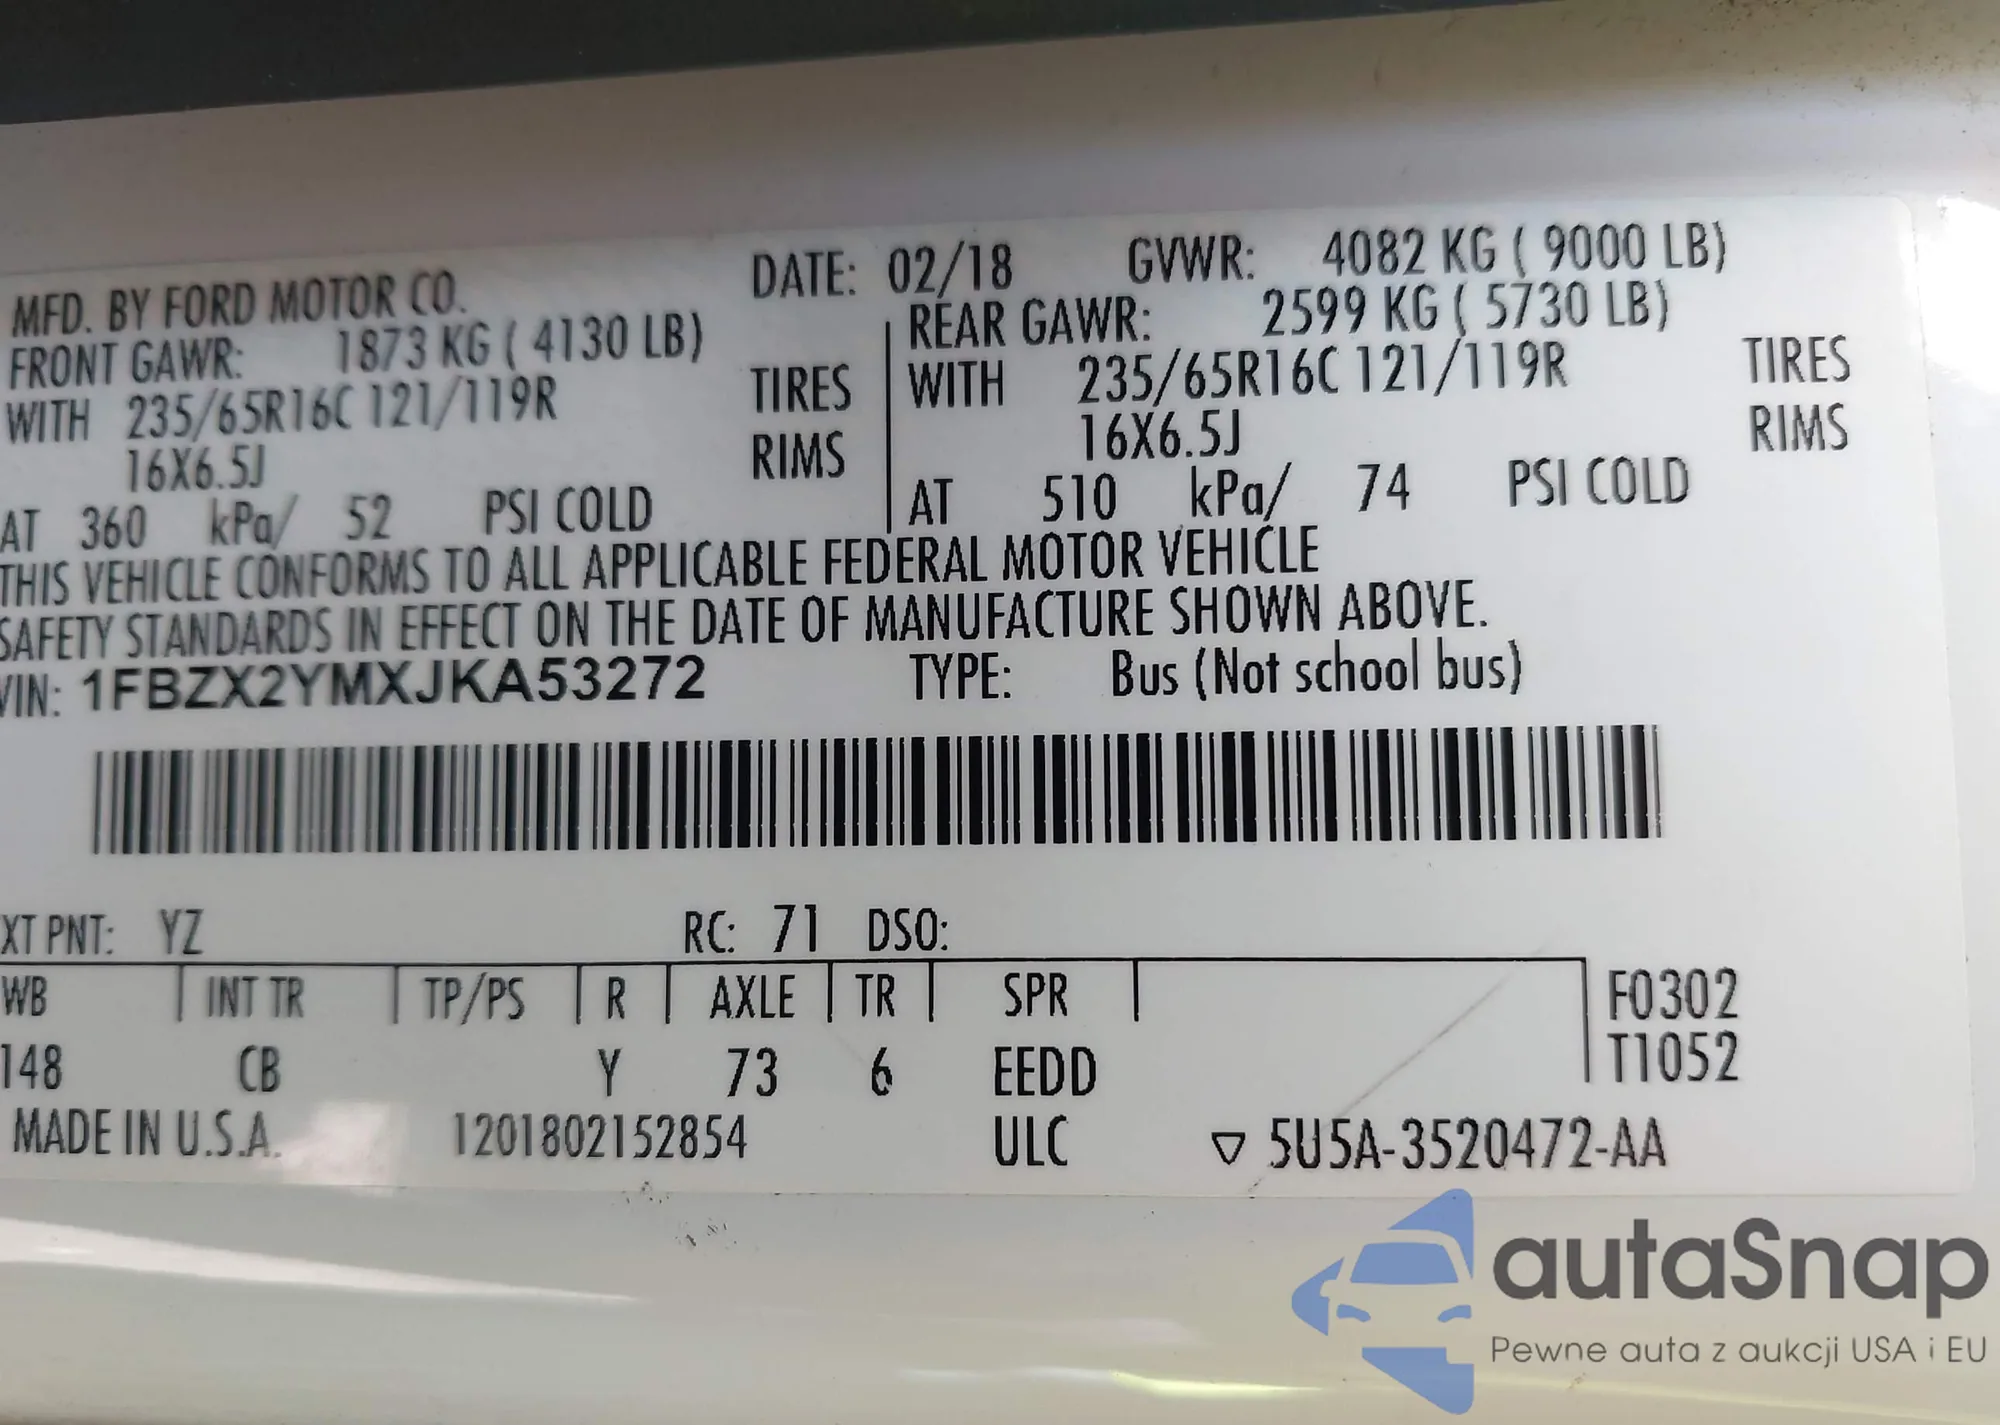 MFD. BY FORD MOTOR CO. DATE: 02/18 GVWR: 4082 KG ( 9000 LB)
FRONT GAWR: 1873 KG ( 4130 LB) REAR GAWR: 2599 KG ( 5730 LB)
WITH 235/65R16C 121/119R TIRES WITH 235/65R16C 121/119R TIRES
16X6.5J RIMS 16X6.5J RIMS
AT 360 kPa/ 52 PSI COLD AT 510 kPa/ 74 PSI COLD
THIS VEHICLE CONFORMS TO ALL APPLICABLE FEDERAL MOTOR VEHICLE
SAFETY STANDARDS IN EFFECT ON THE DATE OF MANUFACTURE SHOWN ABOVE.
VIN: 1FBZX2YMXJKA53272 TYPE: Bus (Not school bus)
XT PNT: YZ RC: 71 DSO:
WB INT TR TP/PS R AXLE TR SPR F0302
148 CB Y 73 6 EEDD T1052
MADE IN U.S.A. 1201802152854 ULC ▽ 5U5A-3520472-AA
autaSnap
Pewne auta z aukcji USA i EU